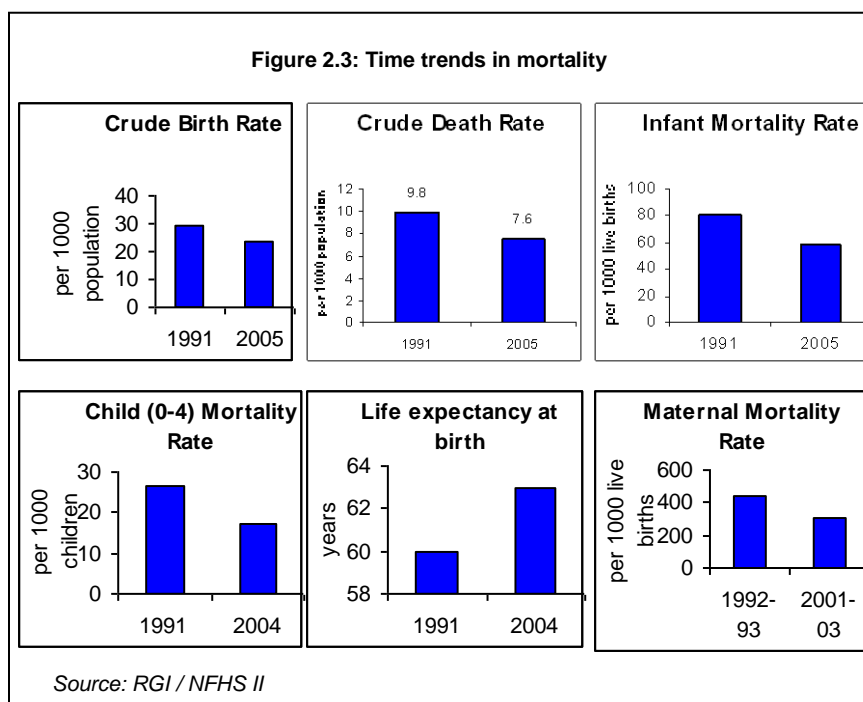 Figure 2.3: Time trends in mortality
Crude Birth Rate
per 1000
population
40
30
20
10
0
1991 2005
Crude Death Rate
per 1000 population
12
10
8
6
4
2
0
9.8
7.6
1991 2005
Infant Mortality Rate
per 1000 live births
100
80
60
40
20
0
1991 2005
Child (0-4) Mortality
Rate
per 1000
children
30
20
10
0
1991 2004
Life expectancy at
birth
years
64
62
60
58
1991 2004
Maternal Mortality
Rate
per 1000 live
births
600
400
200
0
1992- 2001-
93 03
Source: RGI / NFHS II